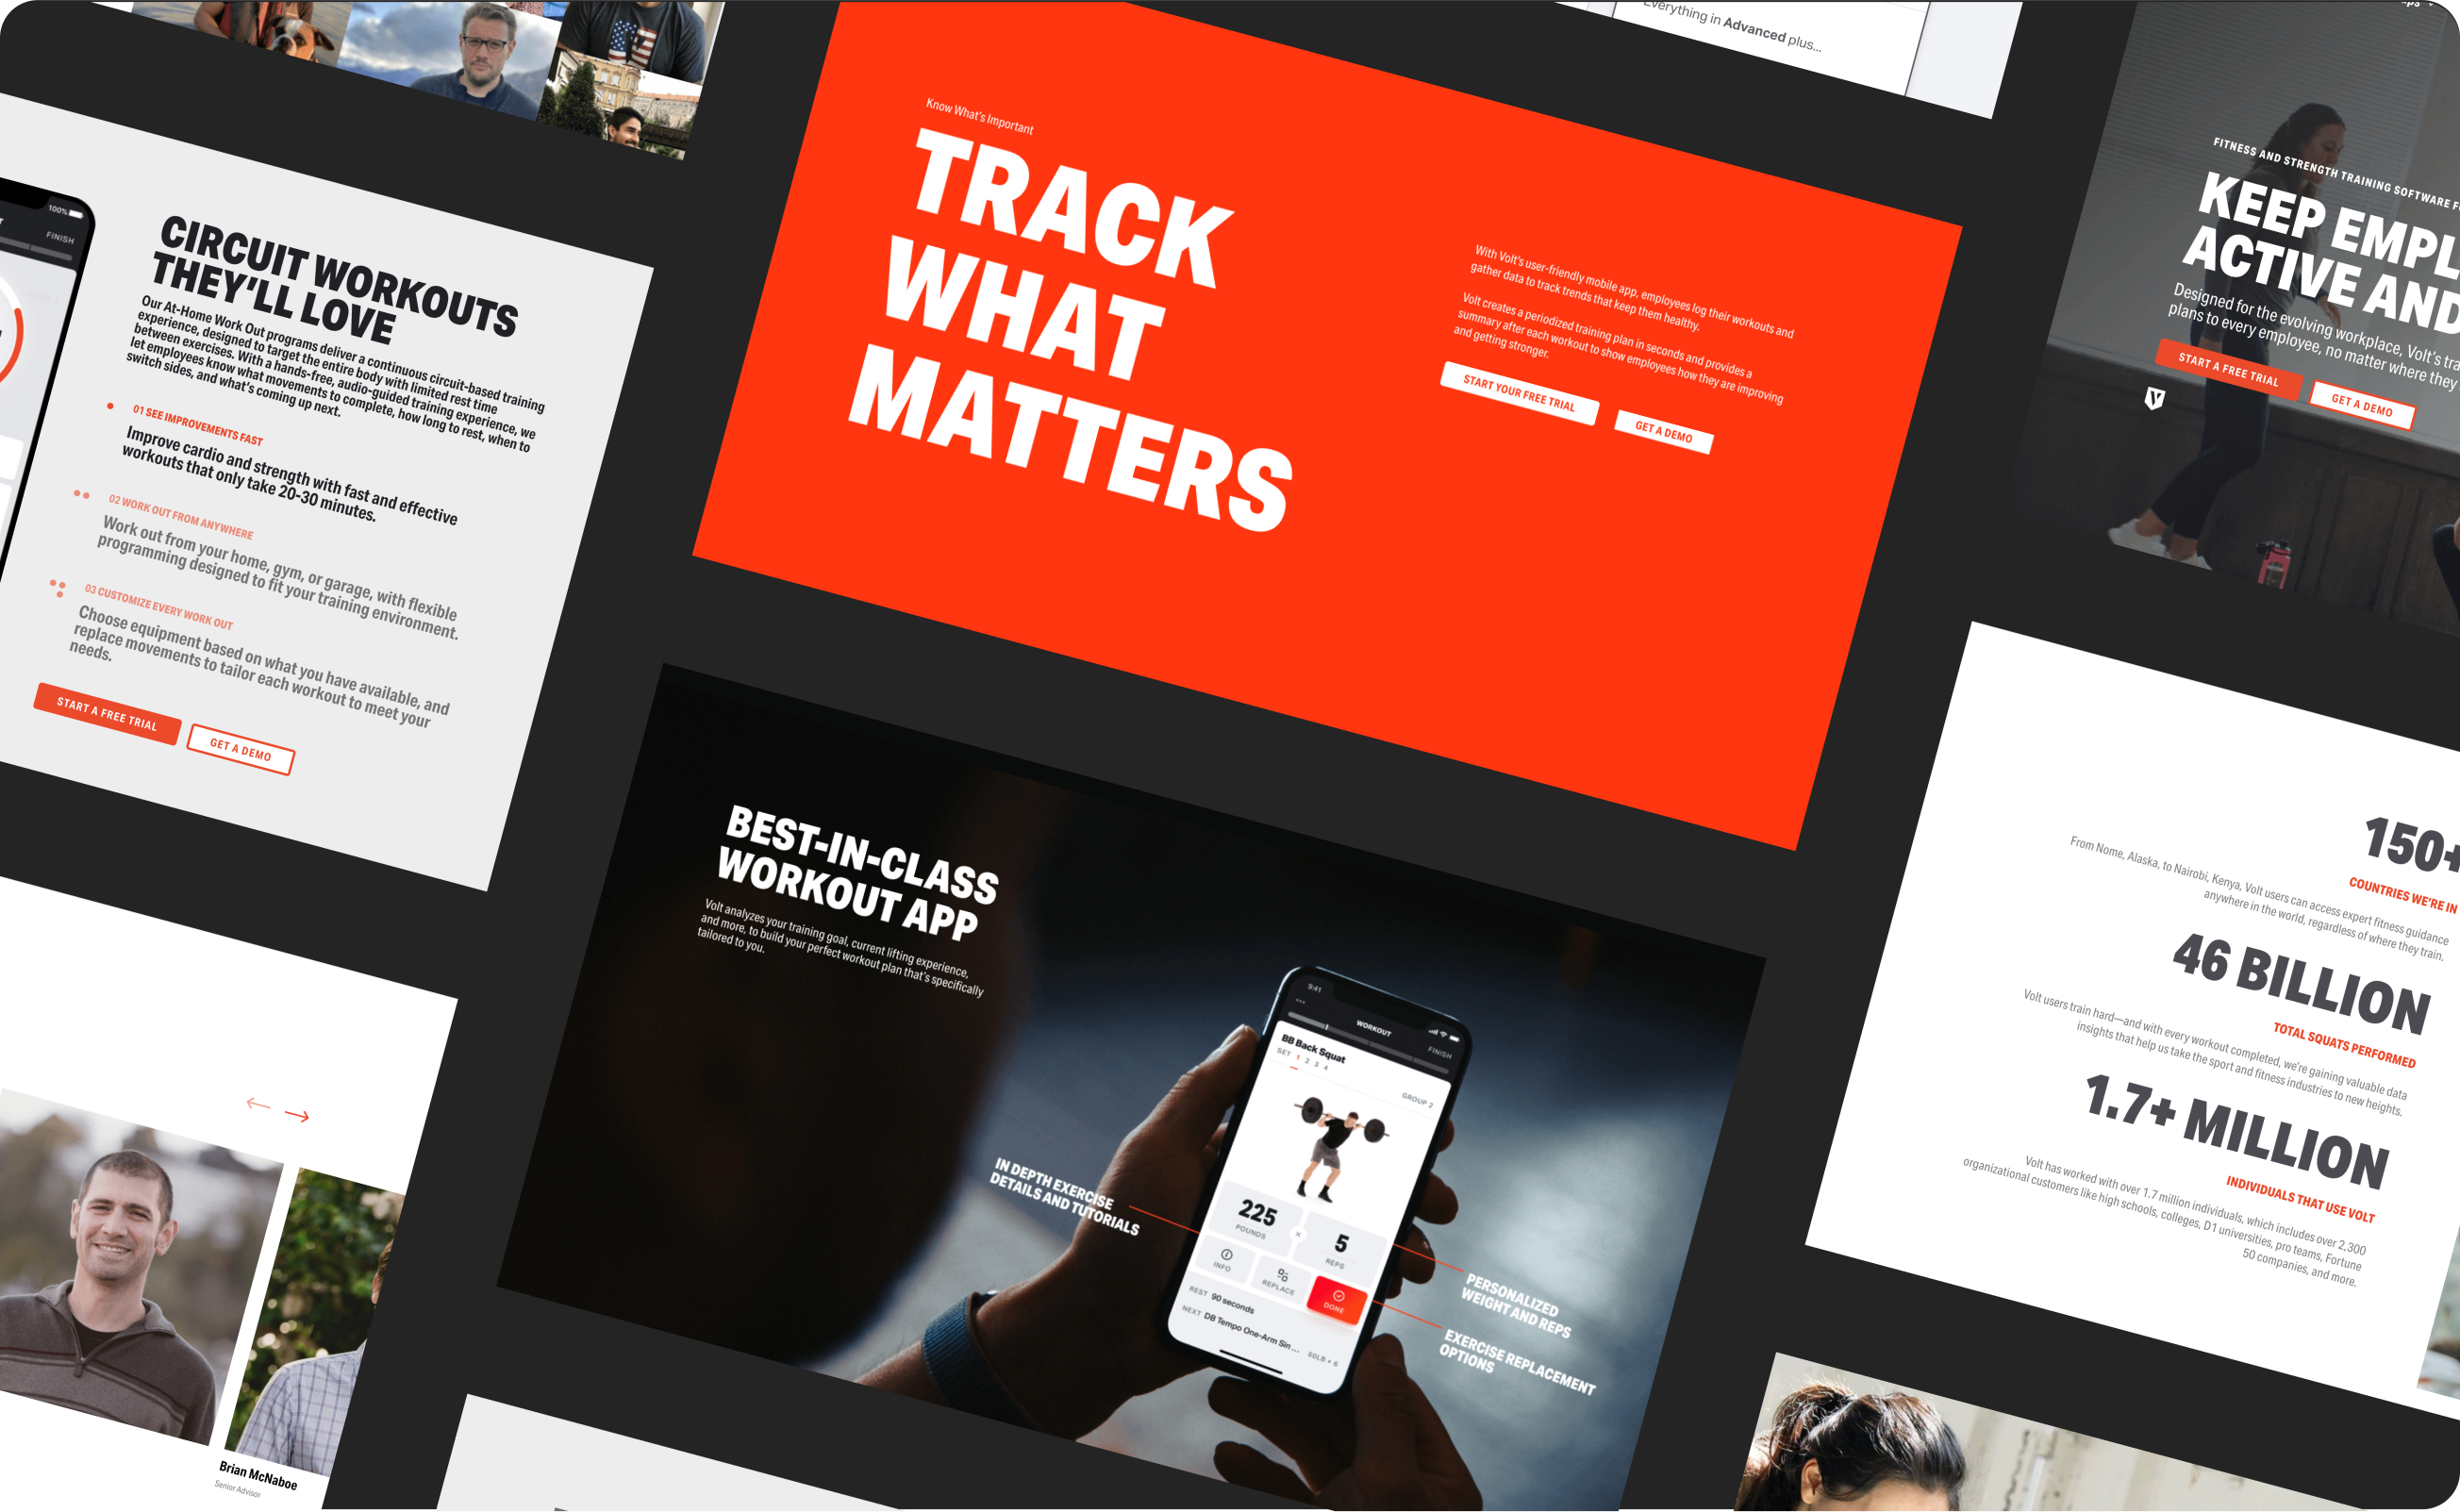 Everything in Advanced plus...
100%
FINISH
CIRCUIT WORKOUTS
THEY'LL LOVE
Our At-Home Work Out programs deliver a continuous circuit-based training
experience, designed to target the entire body with limited rest time
between exercises. With a hands-free, audio-guided training experience, we
let employees know what movements to complete, how long to rest, when to
switch sides, and what's coming up next.
01 SEE IMPROVEMENTS FAST
Improve cardio and strength with fast and effective
workouts that only take 20-30 minutes.
02 WORK OUT FROM ANYWHERE
Work out from your home, gym, or garage, with flexible
programming designed to fit your training environment.
03 CUSTOMIZE EVERY WORK OUT
Choose equipment based on what you have available, and
replace movements to tailor each workout to meet your
needs.
START A FREE TRIAL
GET A DEMO
Know What's Important
TRACK
WHAT
MATTERS
With Volt's user-friendly mobile app, employees log their workouts and
gather data to track trends that keep them healthy.
Volt creates a periodized training plan in seconds and provides a
summary after each workout to show employees how they are improving
and getting stronger.
START YOUR FREE TRIAL
GET A DEMO
FITNESS AND STRENGTH TRAINING SOFTWARE F
KEEP EMPL
ACTIVE AND
Designed for the evolving workplace, Volt's tra
plans to every employee, no matter where they
START A FREE TRIAL
GET A DEMO
BEST-IN-CLASS
WORKOUT APP
Volt analyzes your training goal, current lifting experience,
and more, to build your perfect workout plan that's specifically
tailored to you.
9:41
WORKOUT
FINISH
BB Back Squat
SET 1 2 3 4
GROUP 2
225
POUNDS
×
5
REPS
INFO
REPLACE
DONE
REST 90 seconds
NEXT DB Tempo One-Arm Sin... 60LB × 6
IN DEPTH EXERCISE
DETAILS AND TUTORIALS
PERSONALIZED
WEIGHT AND REPS
EXERCISE REPLACEMENT
OPTIONS
150+
COUNTRIES WE'RE IN
From Nome, Alaska, to Nairobi, Kenya, Volt users can access expert fitness guidance
anywhere in the world, regardless of where they train.
46 BILLION
TOTAL SQUATS PERFORMED
Volt users train hard—and with every workout completed, we're gaining valuable data
insights that help us take the sport and fitness industries to new heights.
1.7+ MILLION
INDIVIDUALS THAT USE VOLT
Volt has worked with over 1.7 million individuals, which includes over 2,300
organizational customers like high schools, colleges, D1 universities, pro teams, Fortune
50 companies, and more.
Brian McNaboe
Senior Advisor